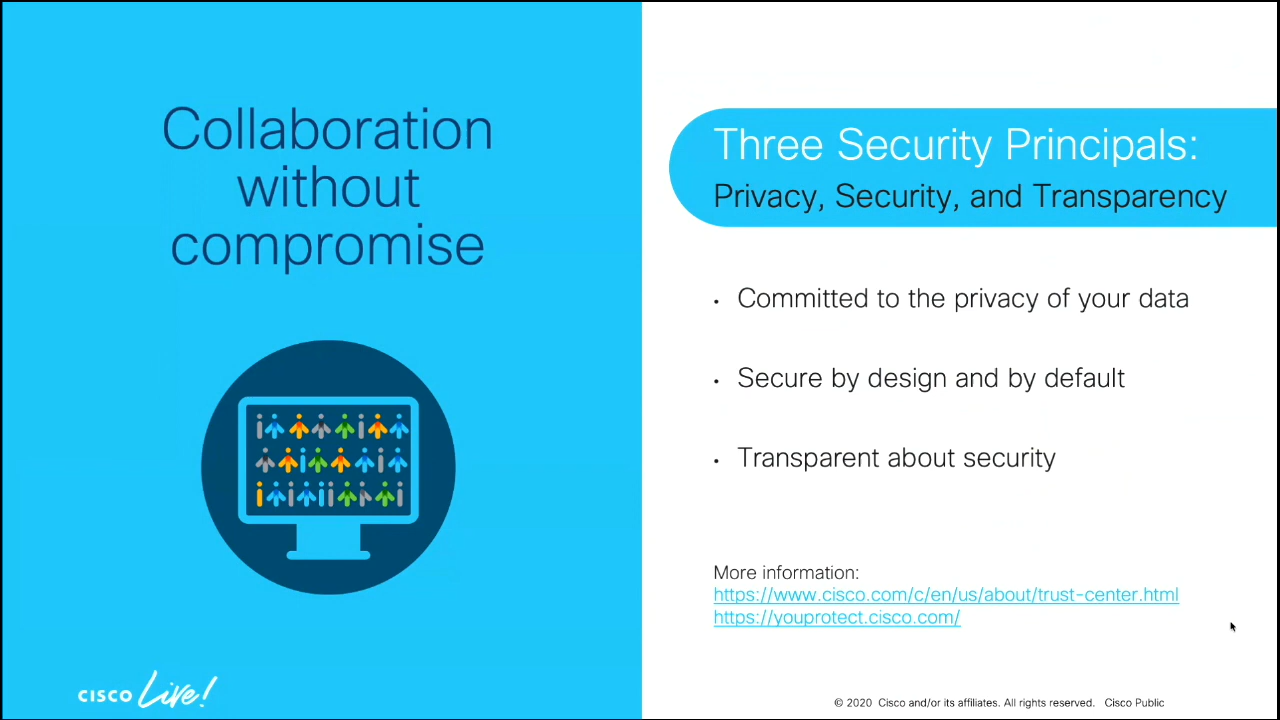 Collaboration
without
compromise
Three Security Principals:
Privacy, Security, and Transparency
• Committed to the privacy of your data
• Secure by design and by default
• Transparent about security
More information:
https://www.cisco.com/c/en/us/about/trust-center.html
https://youprotect.cisco.com/
CISCO Live!
© 2020 Cisco and/or its affiliates. All rights reserved. Cisco Public